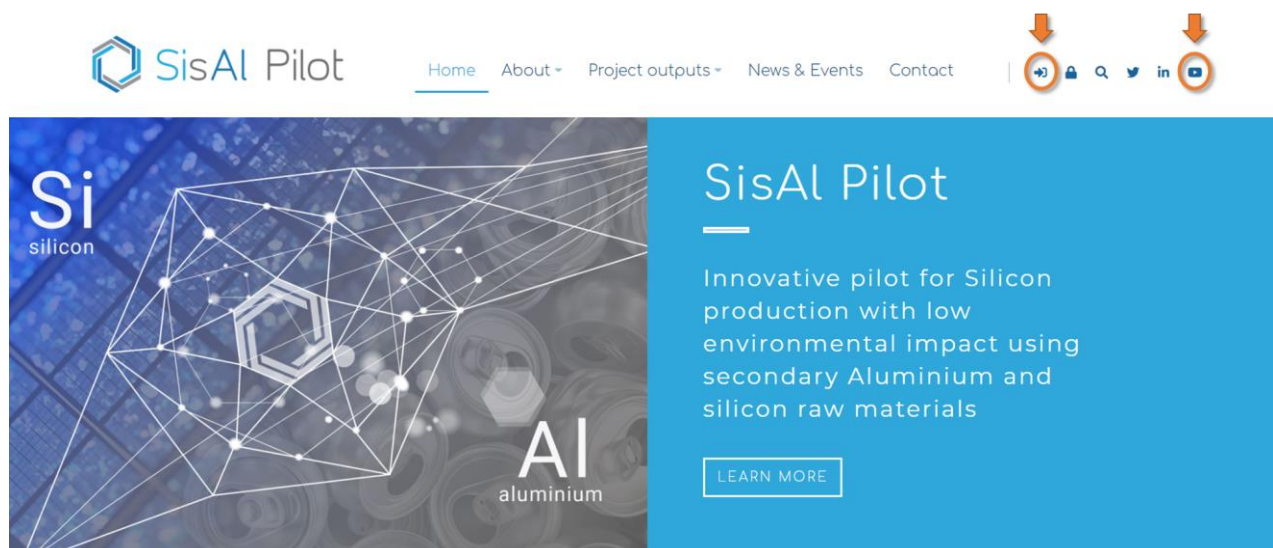 SisAl Pilot
Home About Project outputs News & Events Contact
in
Si
silicon
Al
aluminium
SisAl Pilot
Innovative pilot for Silicon
production with low
environmental impact using
secondary Aluminium and
silicon raw materials
LEARN MORE